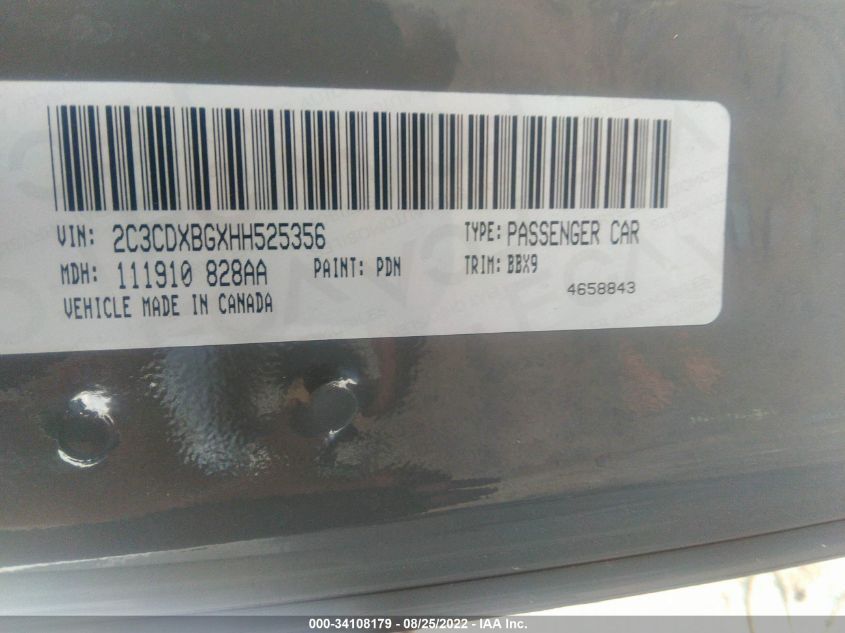 VIN: 2C3CDXBGXHH525356 TYPE: PASSENGER CAR
MDH: 111910 828AA PAINT: PDN TRIM: BBX9
VEHICLE MADE IN CANADA 4658843
000-34108179 - 08/25/2022 - IAA Inc.